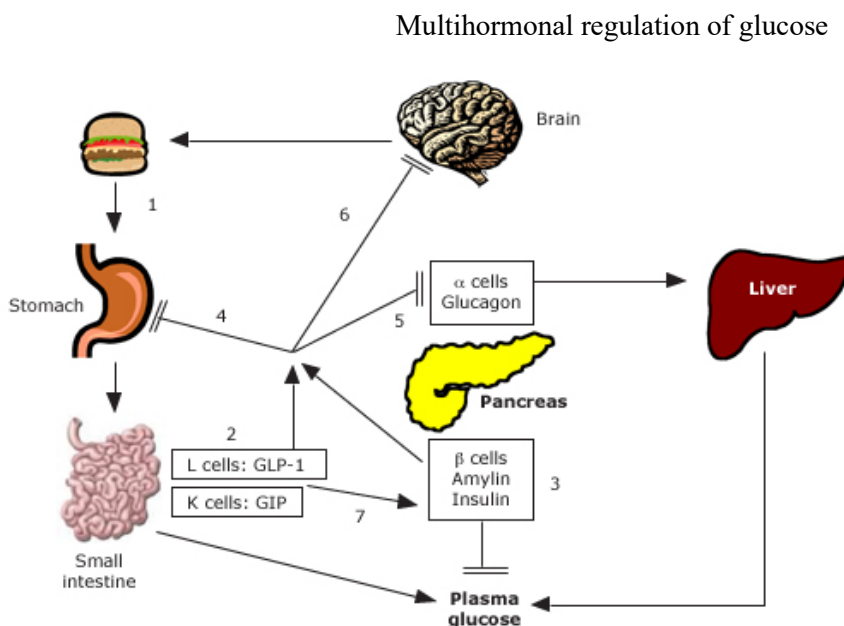 Multihormonal regulation of glucose
Brain
1
6
Stomach
4
5
α cells
Glucagon
Liver
Pancreas
2
L cells: GLP-1
K cells: GIP
7
β cells
Amylin
Insulin
3
Small
intestine
Plasma
glucose